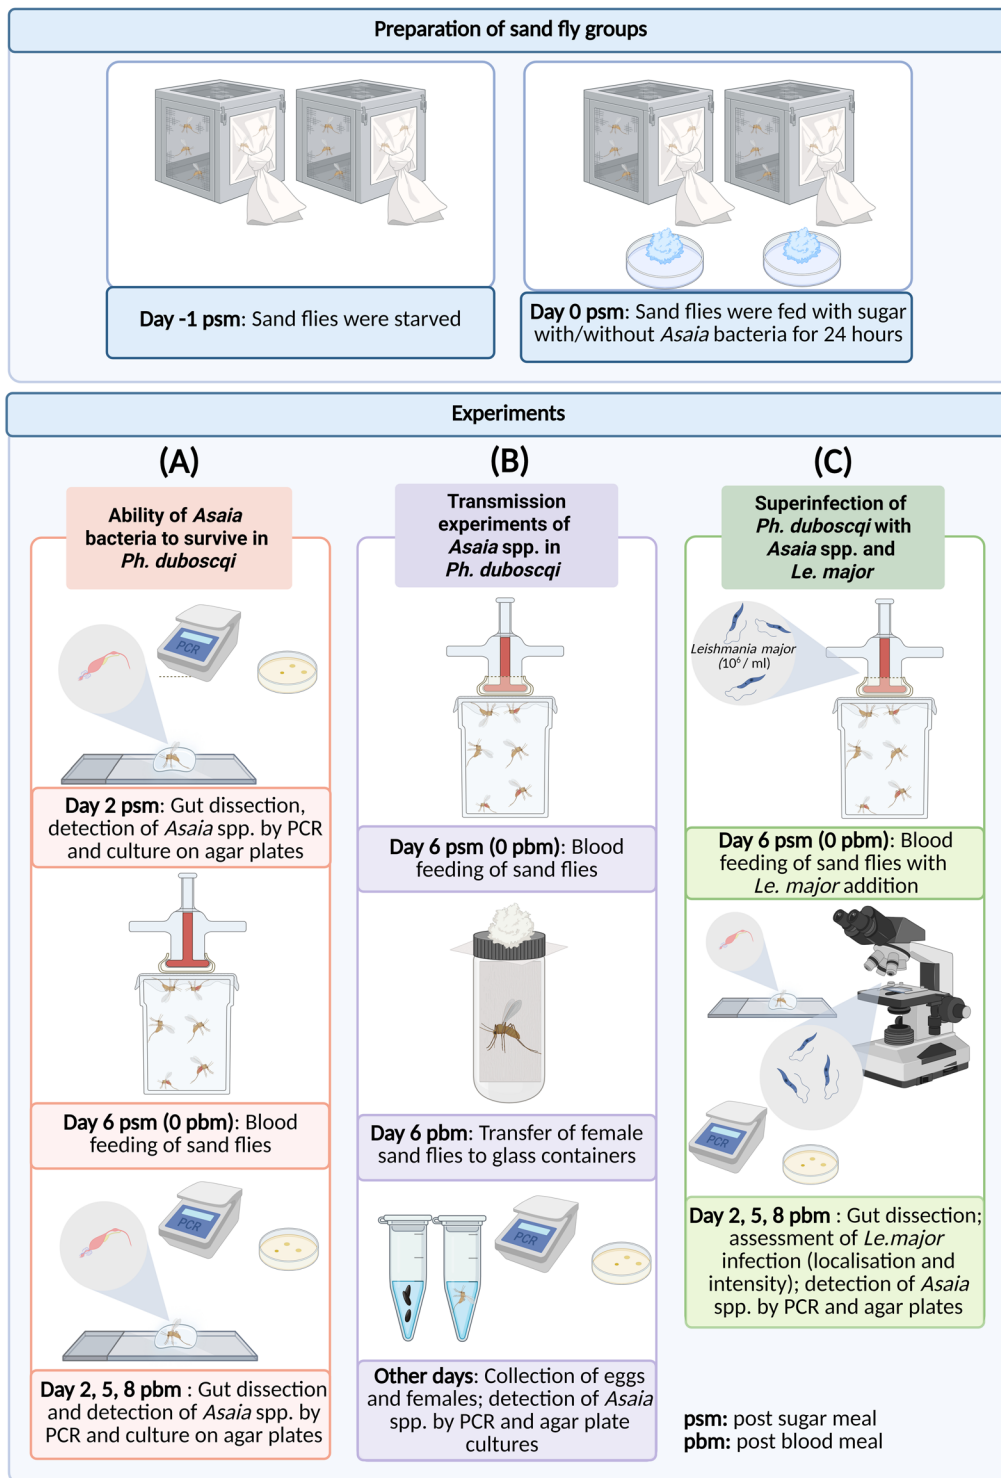 Preparation of sand fly groups
Day -1 psm: Sand flies were starved
Day 0 psm: Sand flies were fed with sugar
with/without Asaia bacteria for 24 hours
Experiments
(A)
Ability of Asaia
bacteria to survive in
Ph. duboscqi
PCR
Day 2 psm: Gut dissection,
detection of Asaia spp. by PCR
and culture on agar plates
Day 6 psm (0 pbm): Blood
feeding of sand flies
PCR
Day 2, 5, 8 pbm : Gut dissection
and detection of Asaia spp. by
PCR and culture on agar plates
(B)
Transmission
experiments of
Asaia spp. in
Ph. duboscqi
Day 6 psm (0 pbm): Blood
feeding of sand flies
Day 6 pbm: Transfer of female
sand flies to glass containers
PCR
Other days: Collection of eggs
and females; detection of Asaia
spp. by PCR and agar plate
cultures
(C)
Superinfection of
Ph. duboscqi with
Asaia spp. and
Le. major
Leishmania major
(10⁶ / ml)
Day 6 psm (0 pbm): Blood
feeding of sand flies with
Le. major addition
PCR
Day 2, 5, 8 pbm : Gut dissection;
assessment of Le.major
infection (localisation and
intensity); detection of Asaia
spp. by PCR and agar plates
psm: post sugar meal
pbm: post blood meal